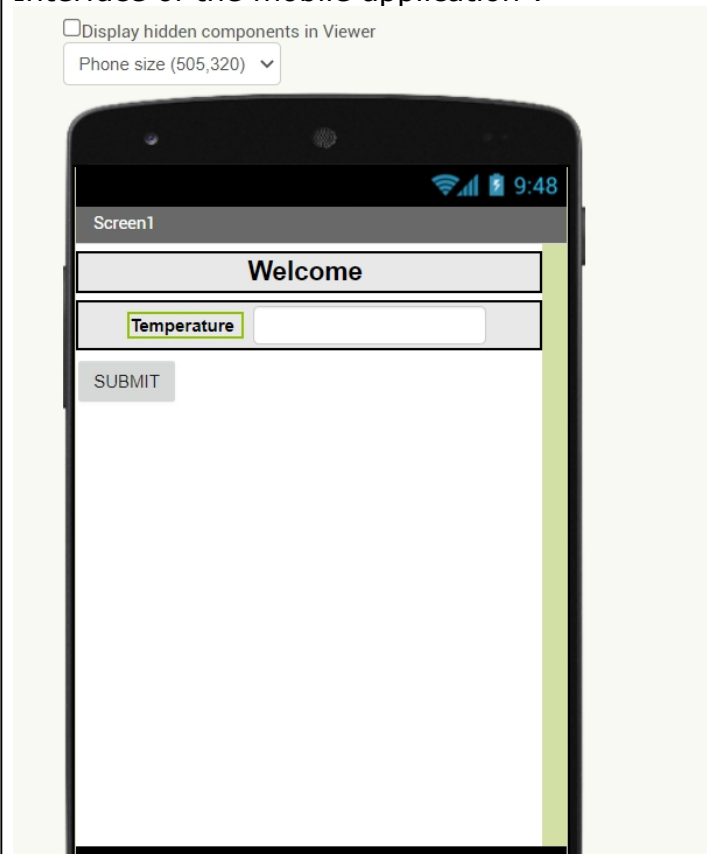 Interface of the mobile application .
Display hidden components in Viewer
Phone size (505,320)
9:48
Screen1
Welcome
Temperature
SUBMIT